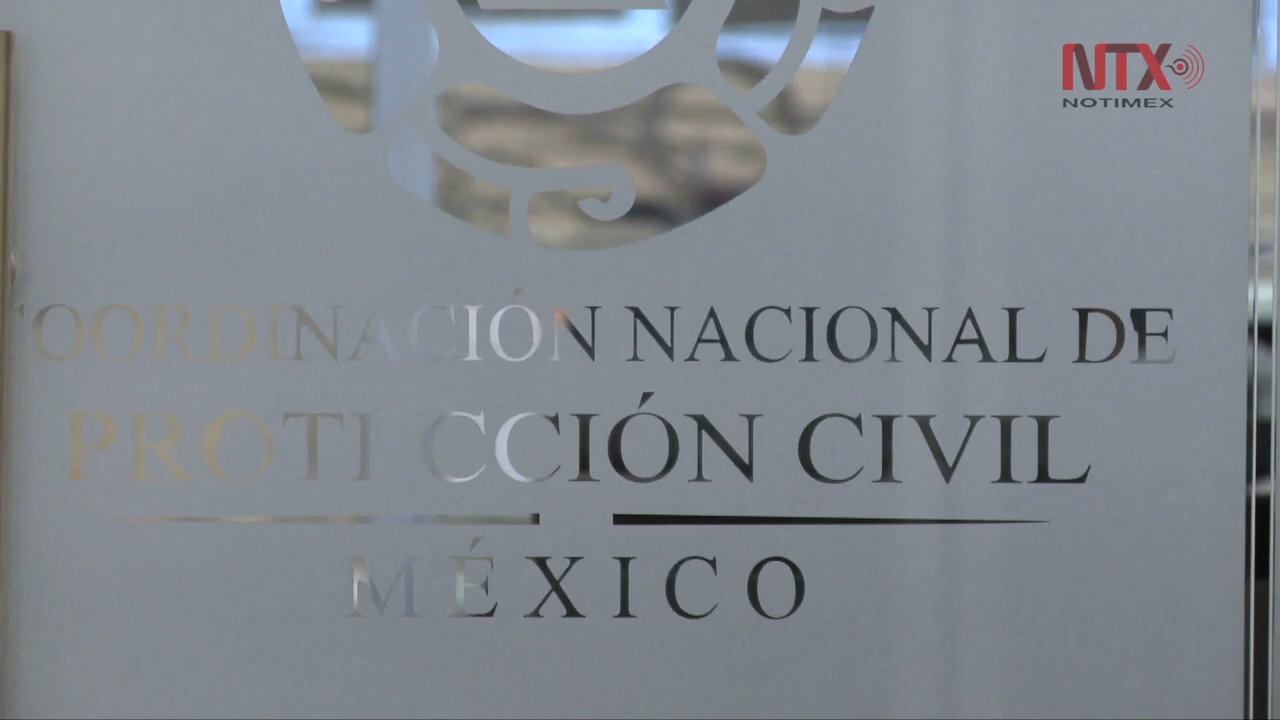 NTX
NOTIMEX
COORDINACIÓN NACIONAL DE
PROTECCIÓN CIVIL
MÉXICO